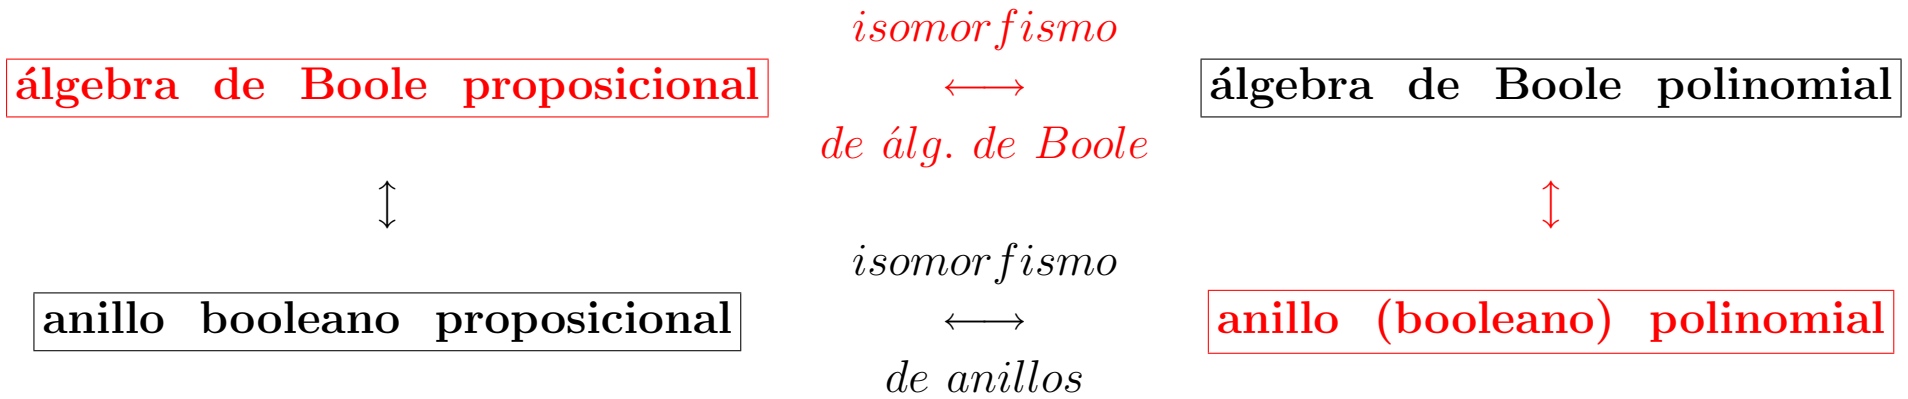 isomorfismo
álgebra de Boole proposicional ⟷ álgebra de Boole polinomial
de álg. de Boole
↕ ↕
isomorfismo
anillo booleano proposicional ⟷ anillo (booleano) polinomial
de anillos